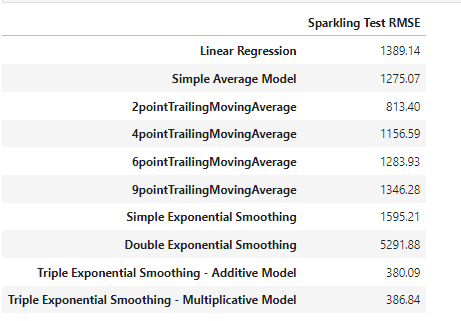 Sparkling Test RMSE
Linear Regression 1389.14
Simple Average Model 1275.07
2pointTrailingMovingAverage 813.40
4pointTrailingMovingAverage 1156.59
6pointTrailingMovingAverage 1283.93
9pointTrailingMovingAverage 1346.28
Simple Exponential Smoothing 1595.21
Double Exponential Smoothing 5291.88
Triple Exponential Smoothing - Additive Model 380.09
Triple Exponential Smoothing - Multiplicative Model 386.84